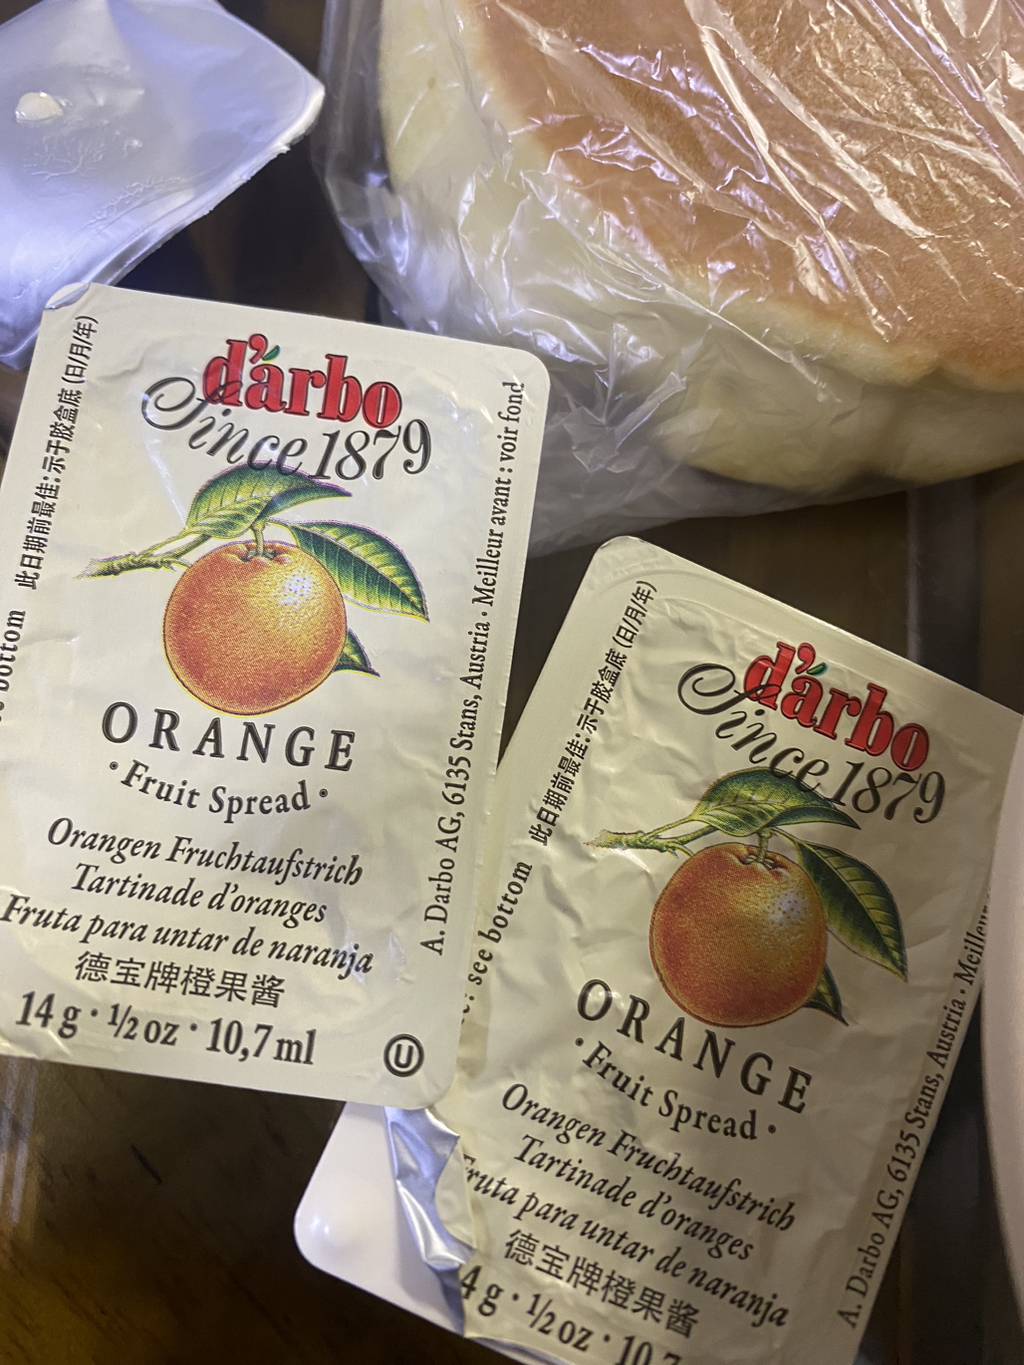 d'arbo
Since 1879
ORANGE
• Fruit Spread •
Orangen Fruchtaufstrich
Tartinade d'oranges
Fruta para untar de naranja
德宝牌橙果酱
14 g · ½ oz · 10,7 ml
U
bottom 此日期前最佳: 示于胶盒底 (日/月/年)
A. Darbo AG, 6135 Stans, Austria · Meilleur avant : voir fond
d'arbo
Since 1879
ORANGE
• Fruit Spread •
Orangen Fruchtaufstrich
Tartinade d'oranges
Fruta para untar de naranja
德宝牌橙果酱
4 g · ½ oz · 10,7
see bottom 此日期前最佳: 示于胶盒底 (日/月/年)
A. Darbo AG, 6135 Stans, Austria · Meilleur